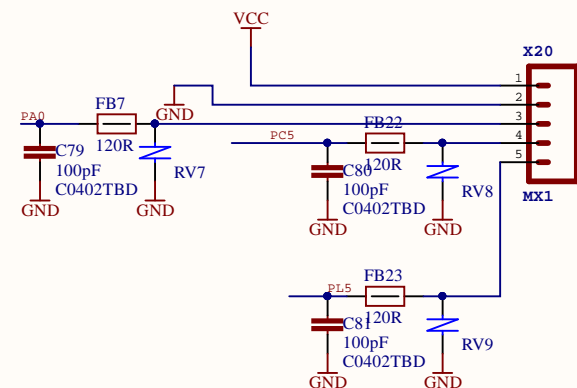 VCC
X20
1
2
3
4
5
MX1
PA0
FB7
120R
GND
C79
100pF
C0402TBD
RV7
GND
GND
PC5
FB22
120R
C80
100pF
C0402TBD
RV8
GND
GND
PL5
FB23
120R
C81
100pF
C0402TBD
RV9
GND
GND